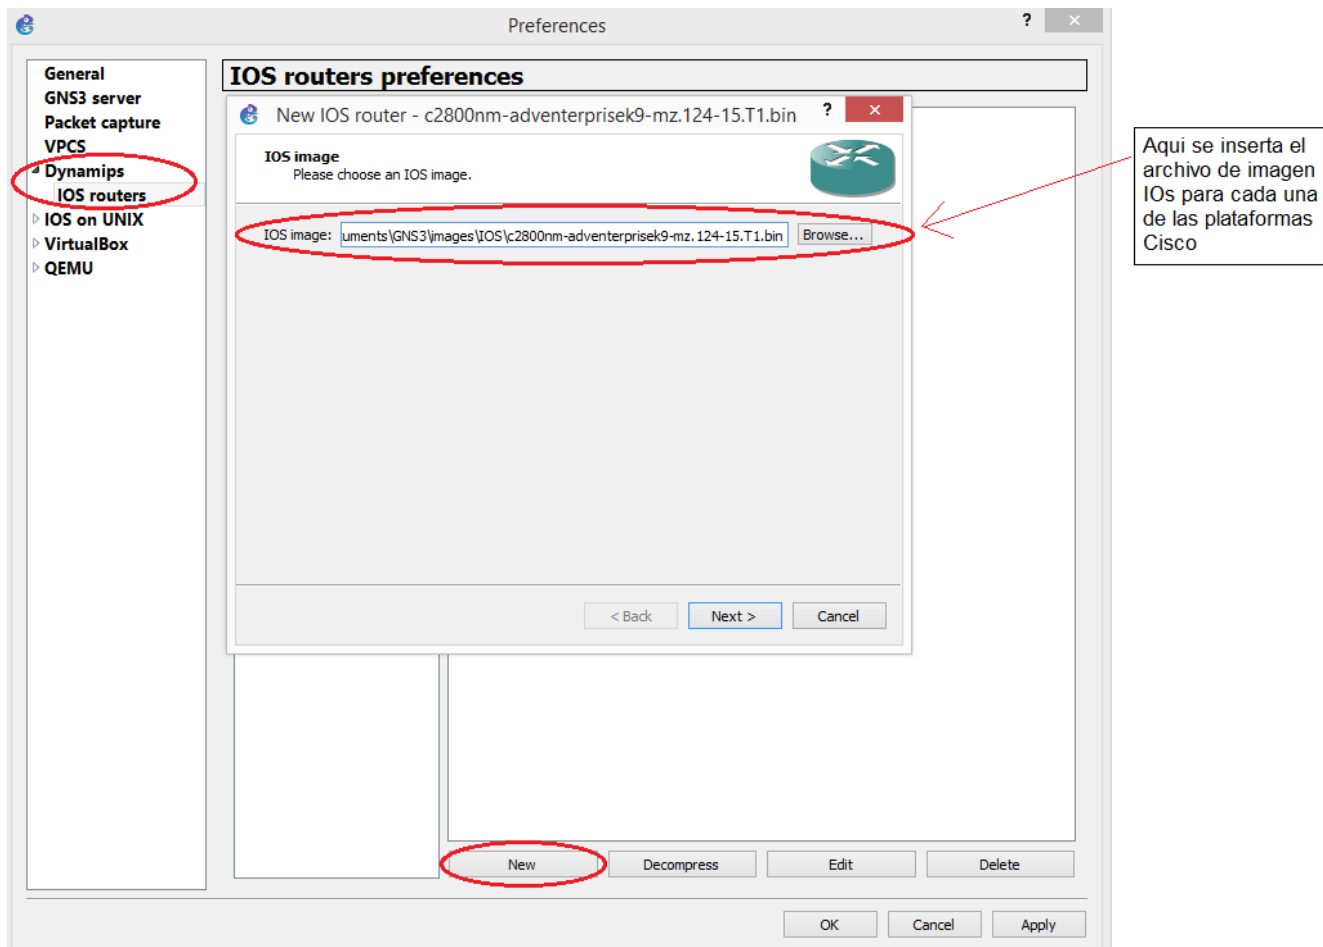 Preferences
?
General
GNS3 server
Packet capture
VPCS
Dynamips
IOS routers
IOS on UNIX
VirtualBox
QEMU
IOS routers preferences
New IOS router - c2800nm-adventerprisek9-mz.124-15.T1.bin
?
IOS image
Please choose an IOS image.
IOS image: uments\GNS3\images\IOS\c2800nm-adventerprisek9-mz.124-15.T1.bin Browse...
< Back Next > Cancel
New Decompress Edit Delete
OK Cancel Apply
Aqui se inserta el
archivo de imagen
IOs para cada una
de las plataformas
Cisco